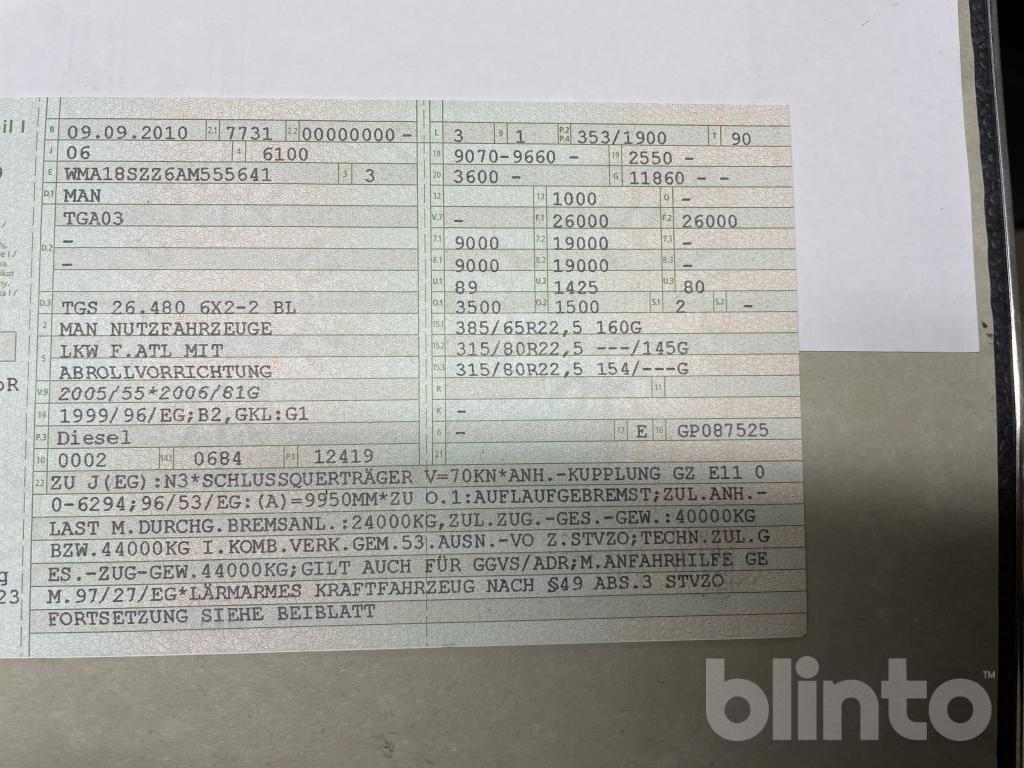 B 09.09.2010 2.1 7731 2.2 00000000 -
J 06 4 6100
E WMA18SZZ6AM555641 3 3
D.1 MAN
TGA03
D.2 -
-
D.3 TGS 26.480 6X2-2 BL
2 MAN NUTZFAHRZEUGE
5 LKW F.ATL MIT
ABROLLVORRICHTUNG
V.9 2005/55*2006/81G
14 1999/96/EG;B2,GKL:G1
P.3 Diesel
10 0002 14.1 0684 P.1 12419
L 3 9 1 P.2 P.4 353/1900 T 90
18 9070-9660 - 19 2550 -
20 3600 - G 11860 - -
12 13 1000 Q -
V.7 - F.1 26000 F.2 26000
7.1 9000 7.2 19000 7.3 -
8.1 9000 8.2 19000 8.3 -
U.1 89 U.2 1425 U.3 80
O.1 3500 O.2 1500 S.1 2 S.2 -
15.1 385/65R22,5 160G
15.2 315/80R22,5 ---/145G
15.3 315/80R22,5 154/---G
R 11
K -
6 - 17 E 16 GP087525
21
22 ZU J(EG):N3*SCHLUSSQUERTRÄGER V=70KN*ANH.-KUPPLUNG GZ E11 0
0-6294;96/53/EG:(A)=9950MM*ZU O.1:AUFLAUFGEBREMST;ZUL.ANH.-
LAST M.DURCHG.BREMSANL.:24000KG,ZUL.ZUG.-GES.-GEW.:40000KG
BZW.44000KG I.KOMB.VERK.GEM.53.AUSN.-VO Z.STVZO;TECHN.ZUL.G
ES.-ZUG-GEW.44000KG;GILT AUCH FÜR GGVS/ADR;M.ANFAHRHILFE GE
M.97/27/EG*LÄRMARMES KRAFTFAHRZEUG NACH §49 ABS.3 STVZO
FORTSETZUNG SIEHE BEIBLATT
blinto™